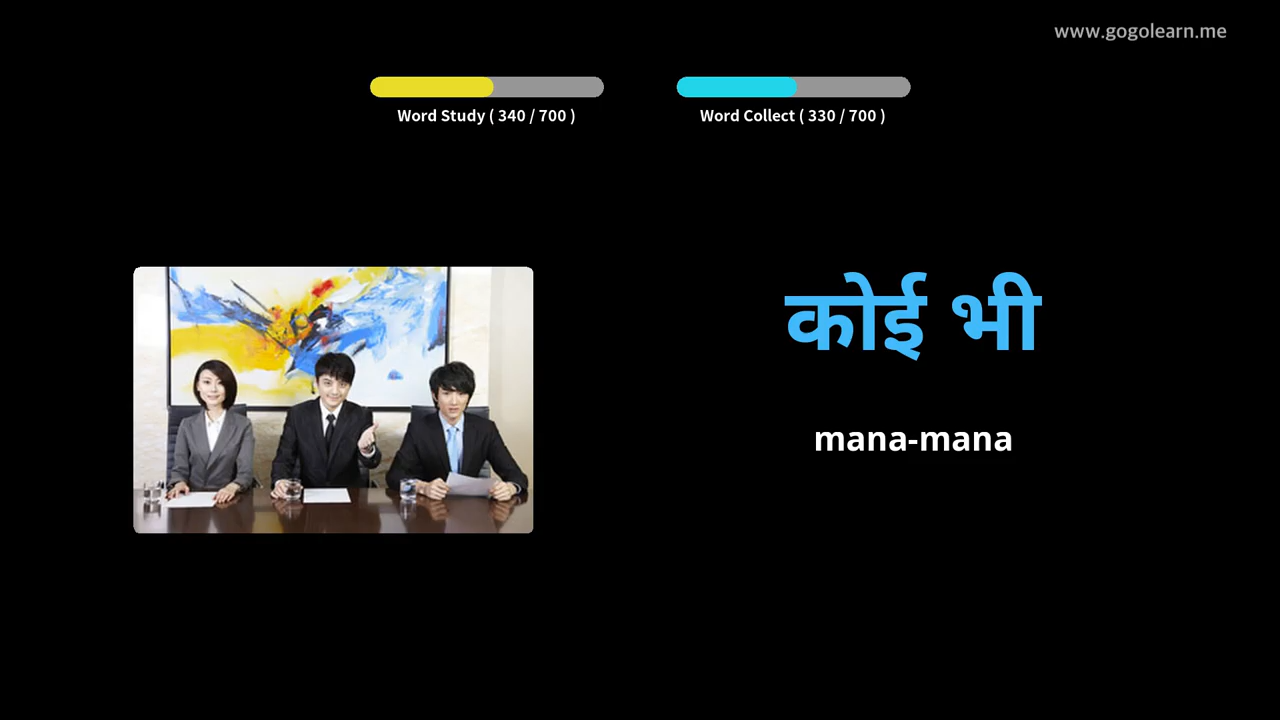 www.gogolearn.me
Word Study ( 340 / 700 )
Word Collect ( 330 / 700 )
कोई भी
mana-mana